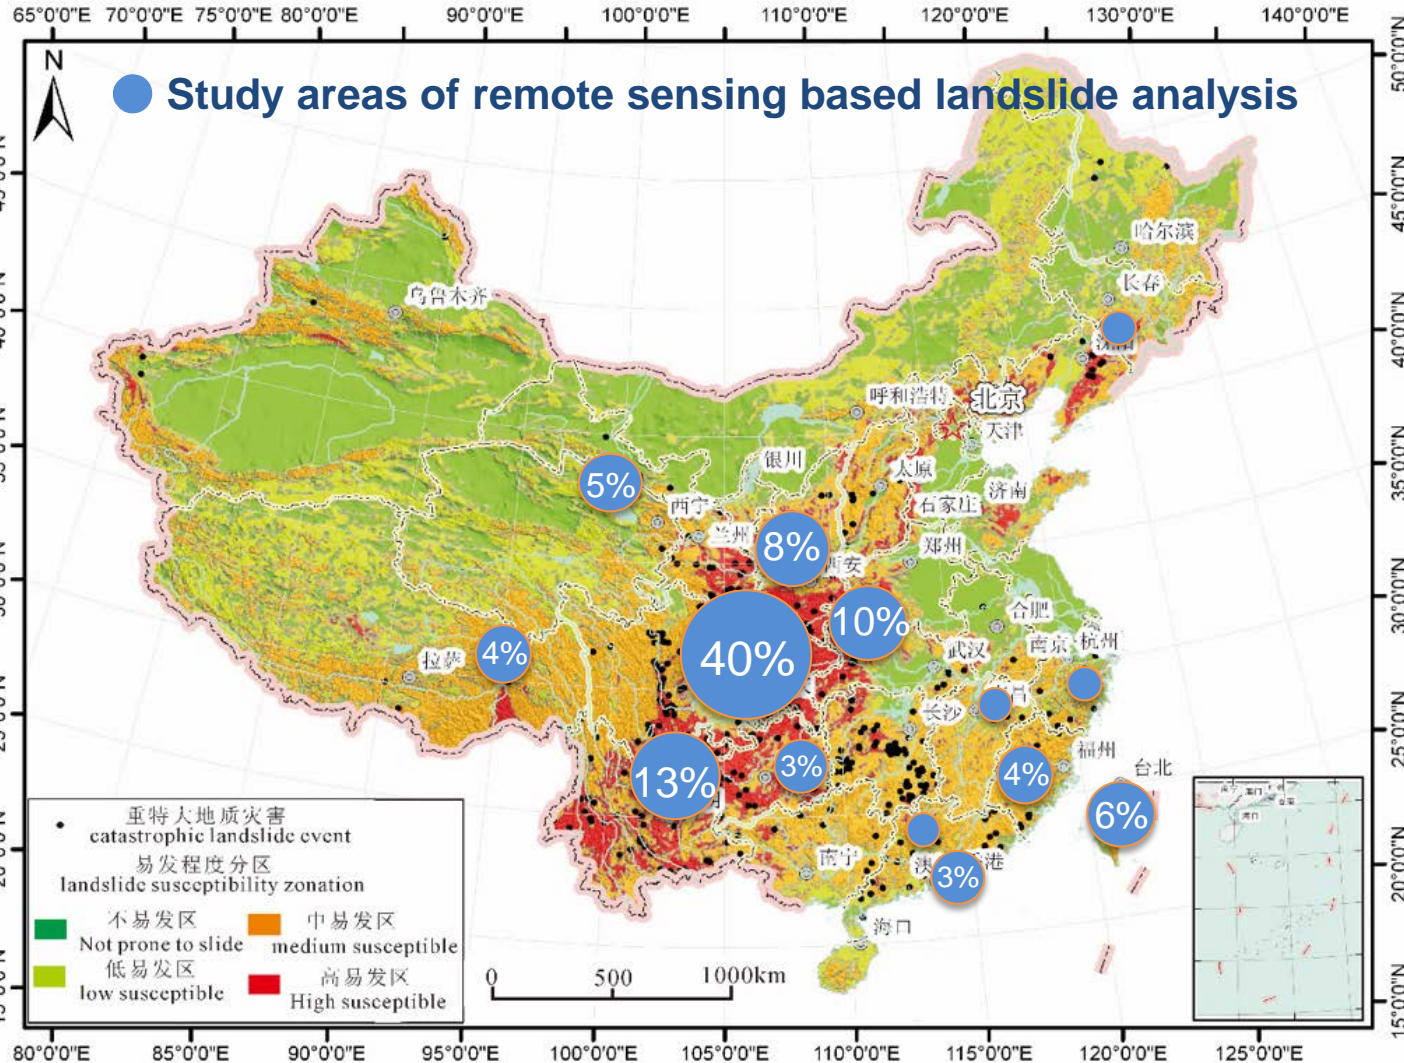 65°0'0"E 70°0'0"E 75°0'0"E 80°0'0"E 90°0'0"E 100°0'0"E 110°0'0"E 120°0'0"E 130°0'0"E 140°0'0"E
N
Study areas of remote sensing based landslide analysis
50°0'0"N
45°0'0"N
40°0'0"N
35°0'0"N
30°0'0"N
25°0'0"N
20°0'0"N
15°0'0"N
哈尔滨
长春
乌鲁木齐
呼和浩特
北京
天津
银川
太原
5%
济南
西宁
石家庄
兰州
8%
郑州
西安
10%
合肥
40%
4%
拉萨
武汉
南京
杭州
长沙
昌
福州
台北
13%
3%
4%
6%
南宁
澳
港
3%
海口
重特大地质灾害
catastrophic landslide event
易发程度分区
landslide susceptibility zonation
不易发区
Not prone to slide
中易发区
medium susceptible
低易发区
low susceptible
高易发区
High susceptible
0 500 1000km
海口
80°0'0"E 85°0'0"E 90°0'0"E 95°0'0"E 100°0'0"E 105°0'0"E 110°0'0"E 115°0'0"E 120°0'0"E 125°0'0"E